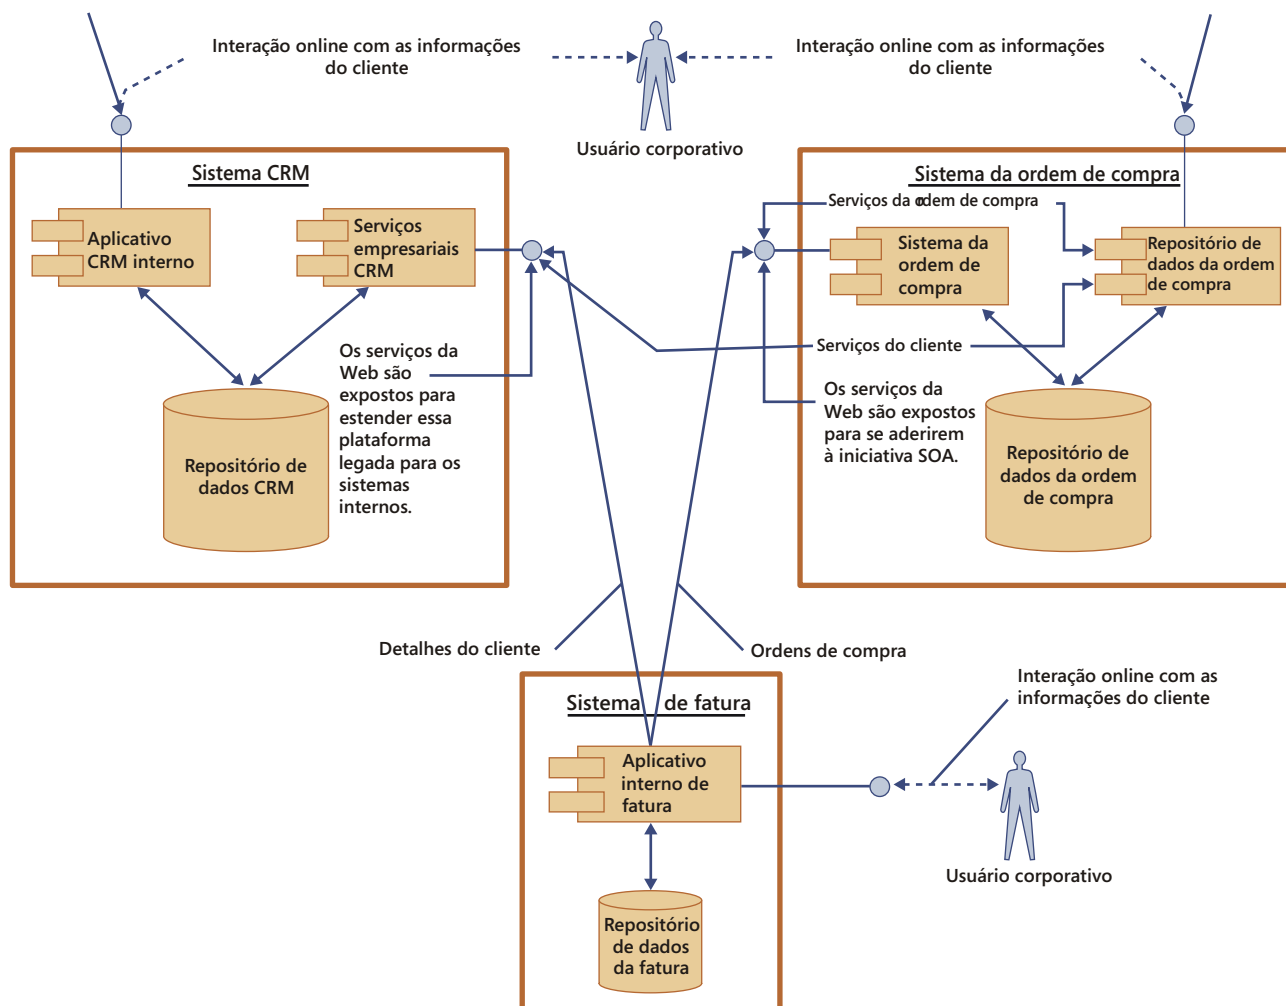 Interação online com as informações
do cliente
Interação online com as informações
do cliente
Usuário corporativo
Sistema CRM
Aplicativo
CRM interno
Serviços
empresariais
CRM
Os serviços da
Web são
expostos para
estender essa
plataforma
legada para os
sistemas
internos.
Repositório de
dados CRM
Sistema da ordem de compra
Serviços da ordem de compra
Sistema da
ordem de
compra
Repositório de
dados da ordem
de compra
Serviços do cliente
Os serviços da
Web são expostos
para se aderirem
à iniciativa SOA.
Repositório de
dados da ordem
de compra
Detalhes do cliente
Ordens de compra
Sistema de fatura
Aplicativo
interno de
fatura
Repositório
de dados
da fatura
Interação online com as
informações do cliente
Usuário corporativo